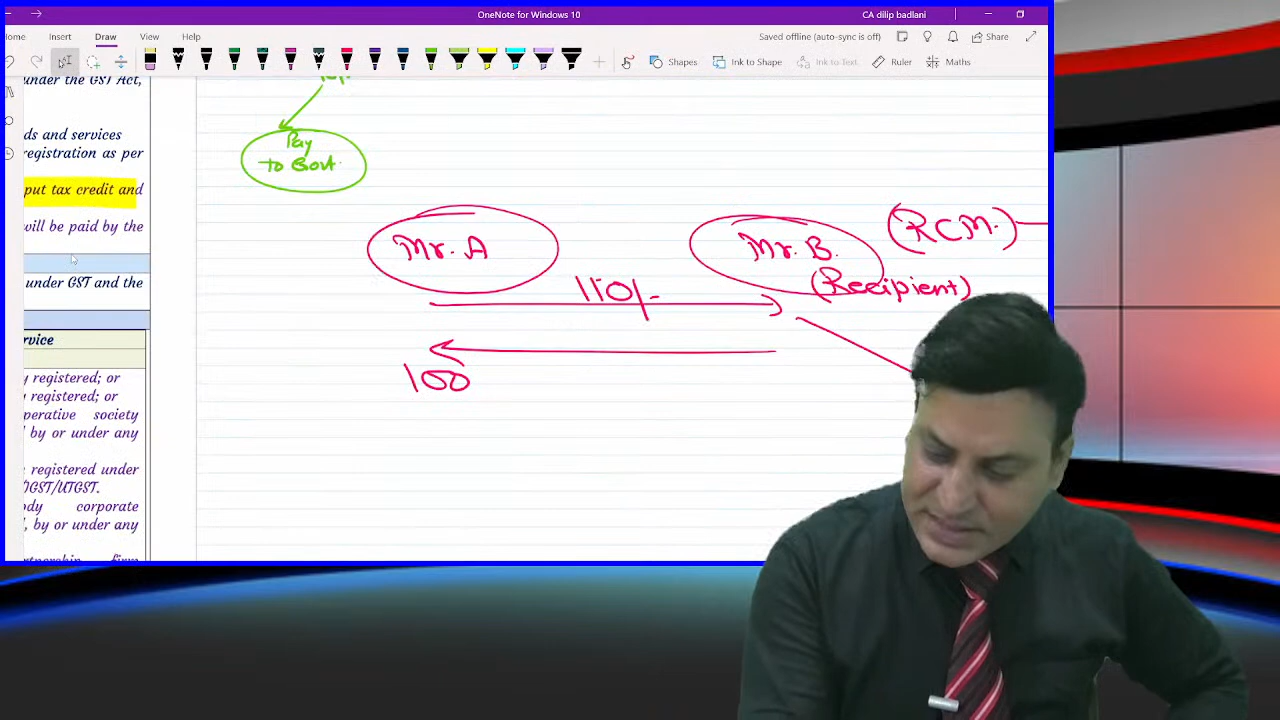 OneNote for Windows 10
CA dilip badlani
Home Insert Draw View Help
Saved offline (auto-sync is off)
Share
Shapes
Ink to Shape
Ink to Text
Ruler
Maths
under the GST Act,
ds and services
registration as per
put tax credit and
will be paid by the
under GST and the
rvice
y registered; or
y registered; or
perative society
d by or under any
registered under
OGST/UTGST.
dy corporate
, by or under any
rtnership firm
Pay
to Govt.
Mr. A
Mr. B.
(Recipient)
(RCM.)
110/-
100